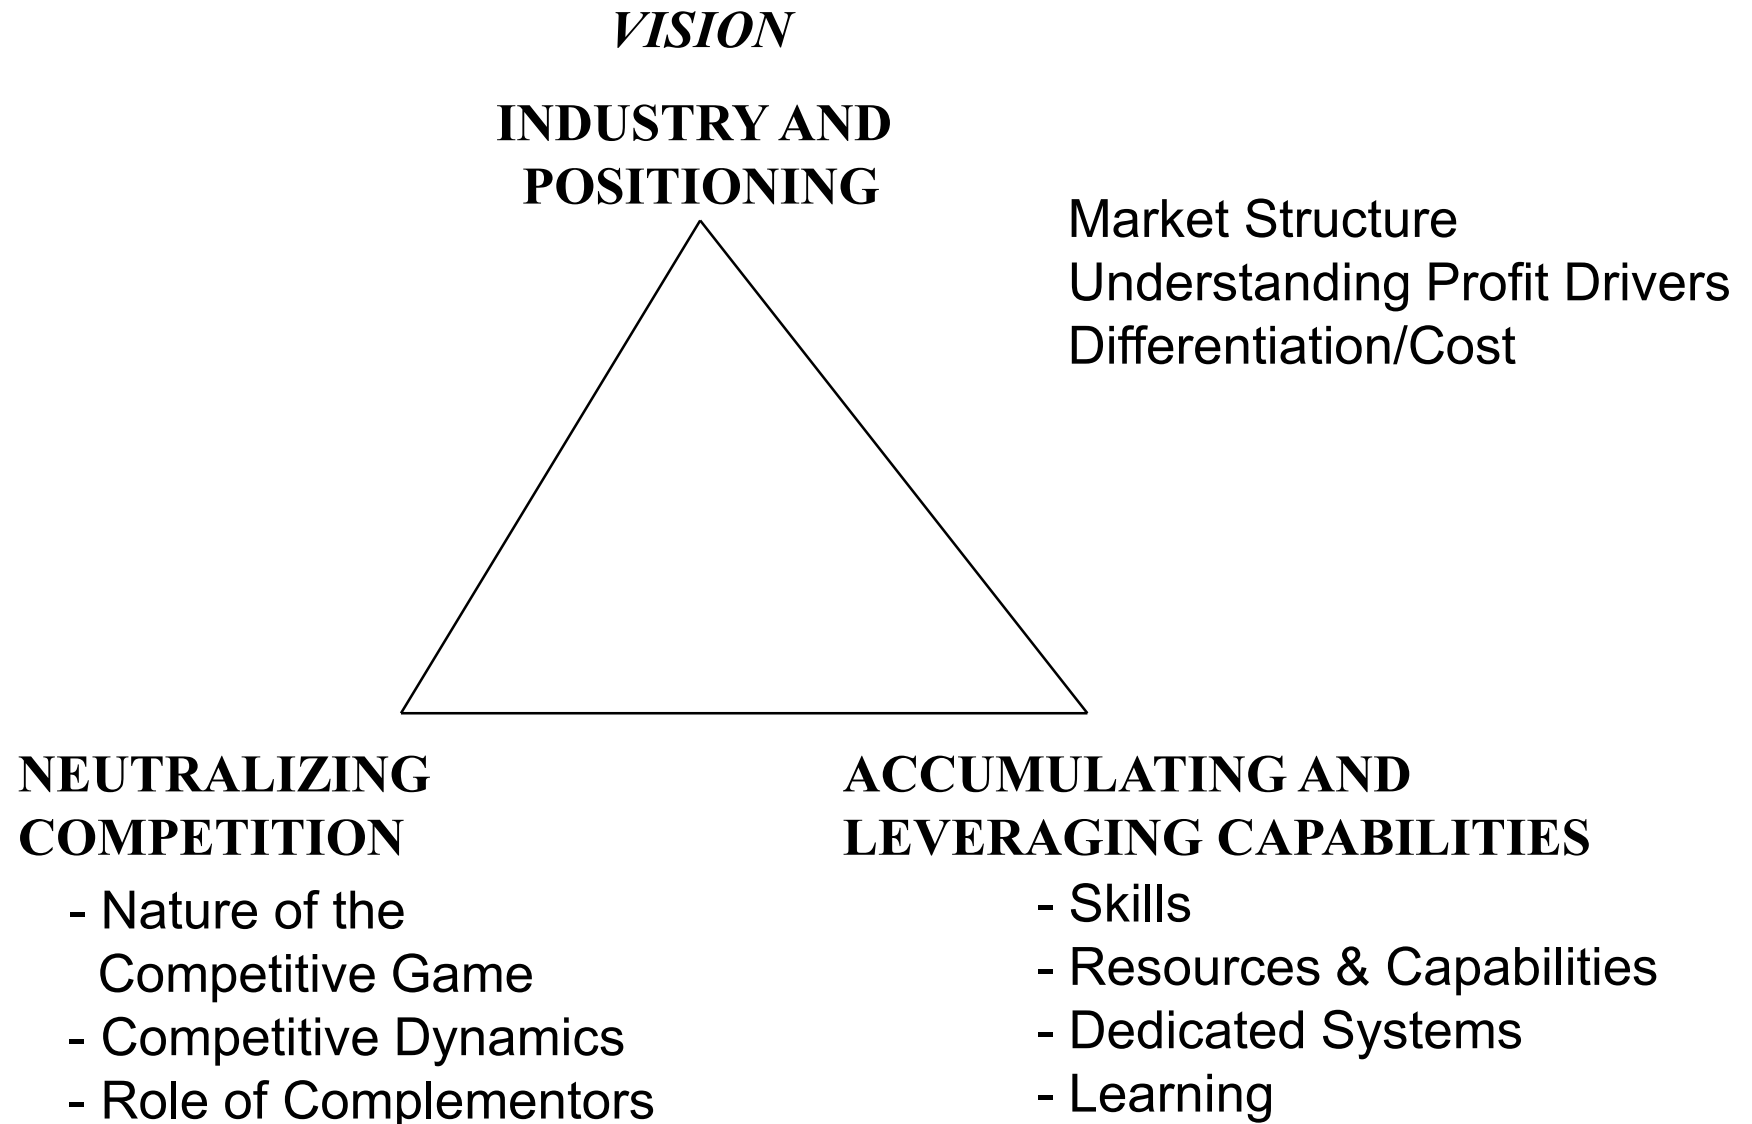 VISION
INDUSTRY AND
POSITIONING
Market Structure
Understanding Profit Drivers
Differentiation/Cost
NEUTRALIZING
COMPETITION
- Nature of the
Competitive Game
- Competitive Dynamics
- Role of Complementors
ACCUMULATING AND
LEVERAGING CAPABILITIES
- Skills
- Resources & Capabilities
- Dedicated Systems
- Learning